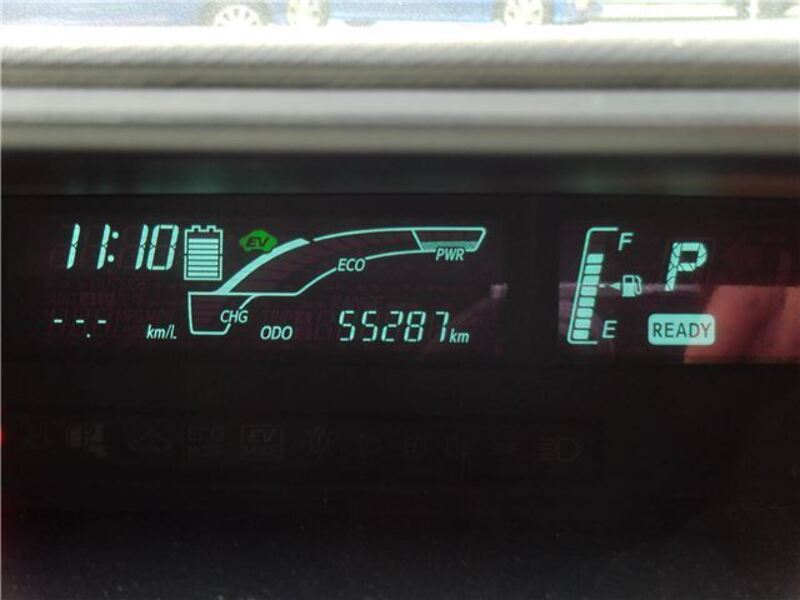 11:10
EV
F
P
ECO
PWR
--.- km/L
CHG
ODO
55287 km
E
READY